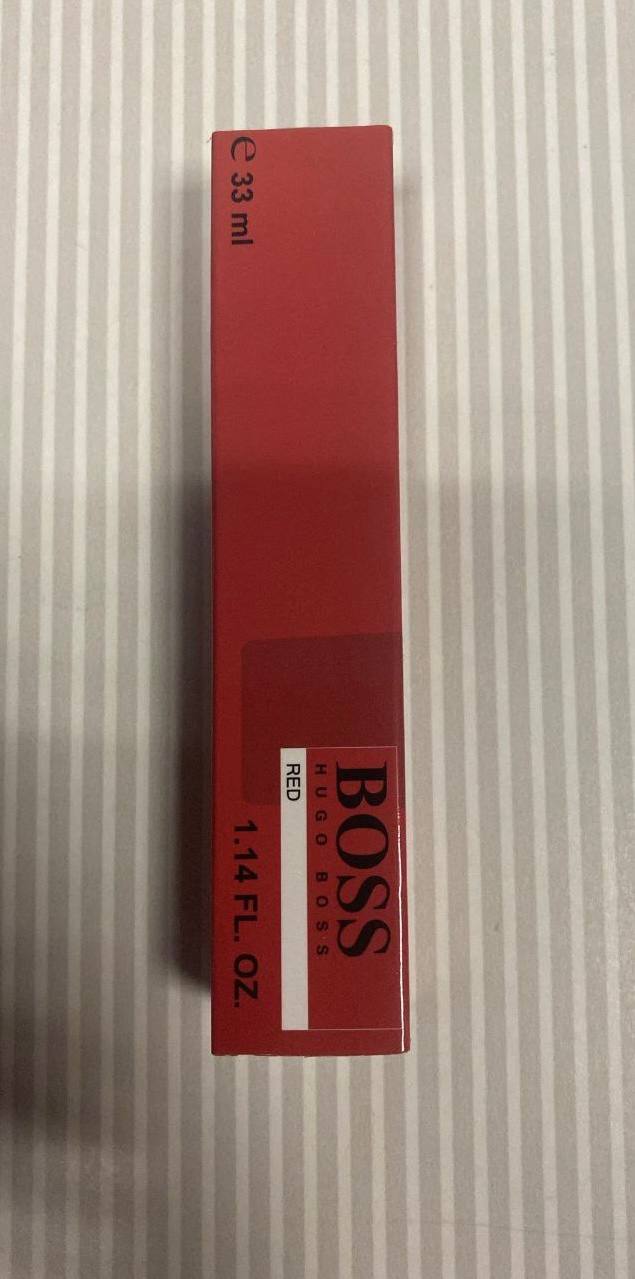 BOSS
HUGO BOSS
RED
e 33 ml
1.14 FL. OZ.